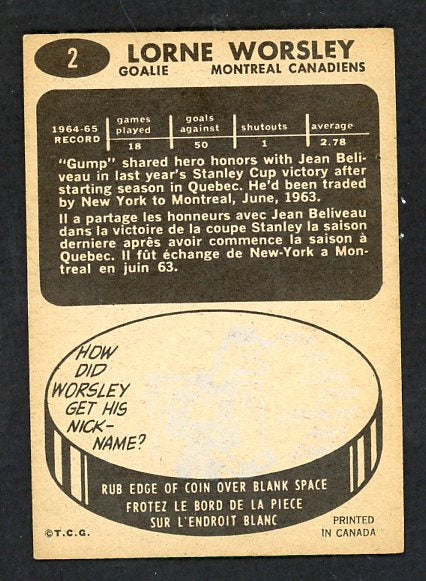 2
LORNE WORSLEY
GOALIE MONTREAL CANADIENS
games goals
1964-65 played against shutouts average
RECORD 18 50 1 2.78
"Gump" shared hero honors with Jean Beli-
veau in last year's Stanley Cup victory after
starting season in Quebec. He'd been traded
by New York to Montreal, June, 1963.
Il a partage les honneurs avec Jean Beliveau
dans la victoire de la coupe Stanley la saison
derniere après avoir commence la saison à
Quebec. Il fût échange de New-York a Mon-
treal en juin 63.
HOW
DID
WORSLEY
GET HIS
NICK-
NAME?
RUB EDGE OF COIN OVER BLANK SPACE
FROTEZ LE BORD DE LA PIECE
SUR L'ENDROIT BLANC
©T.C.G.
PRINTED
IN CANADA